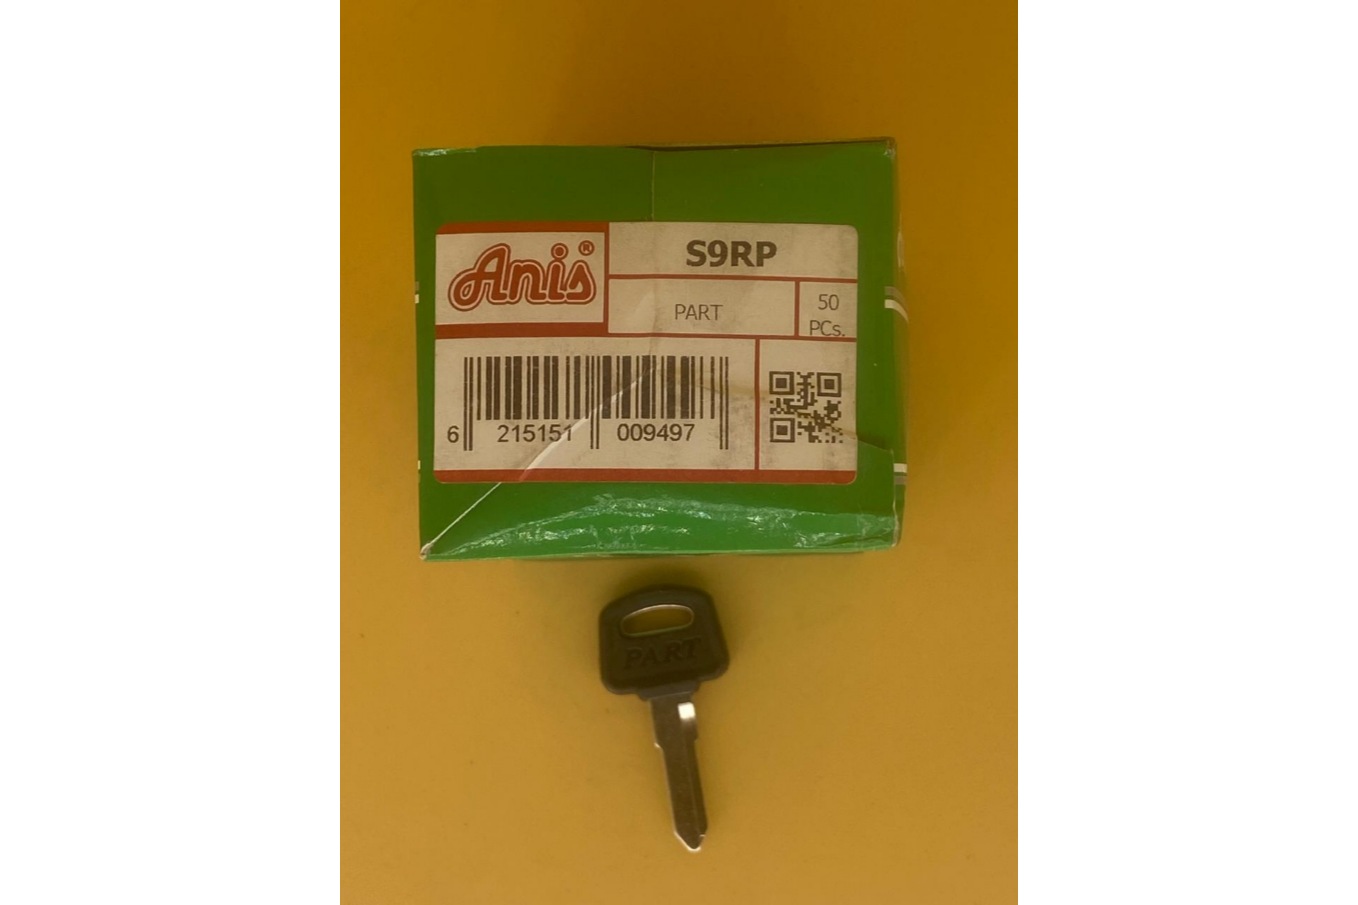 Anis®
S9RP
PART
50
PCs.
6 215151 009497
PART